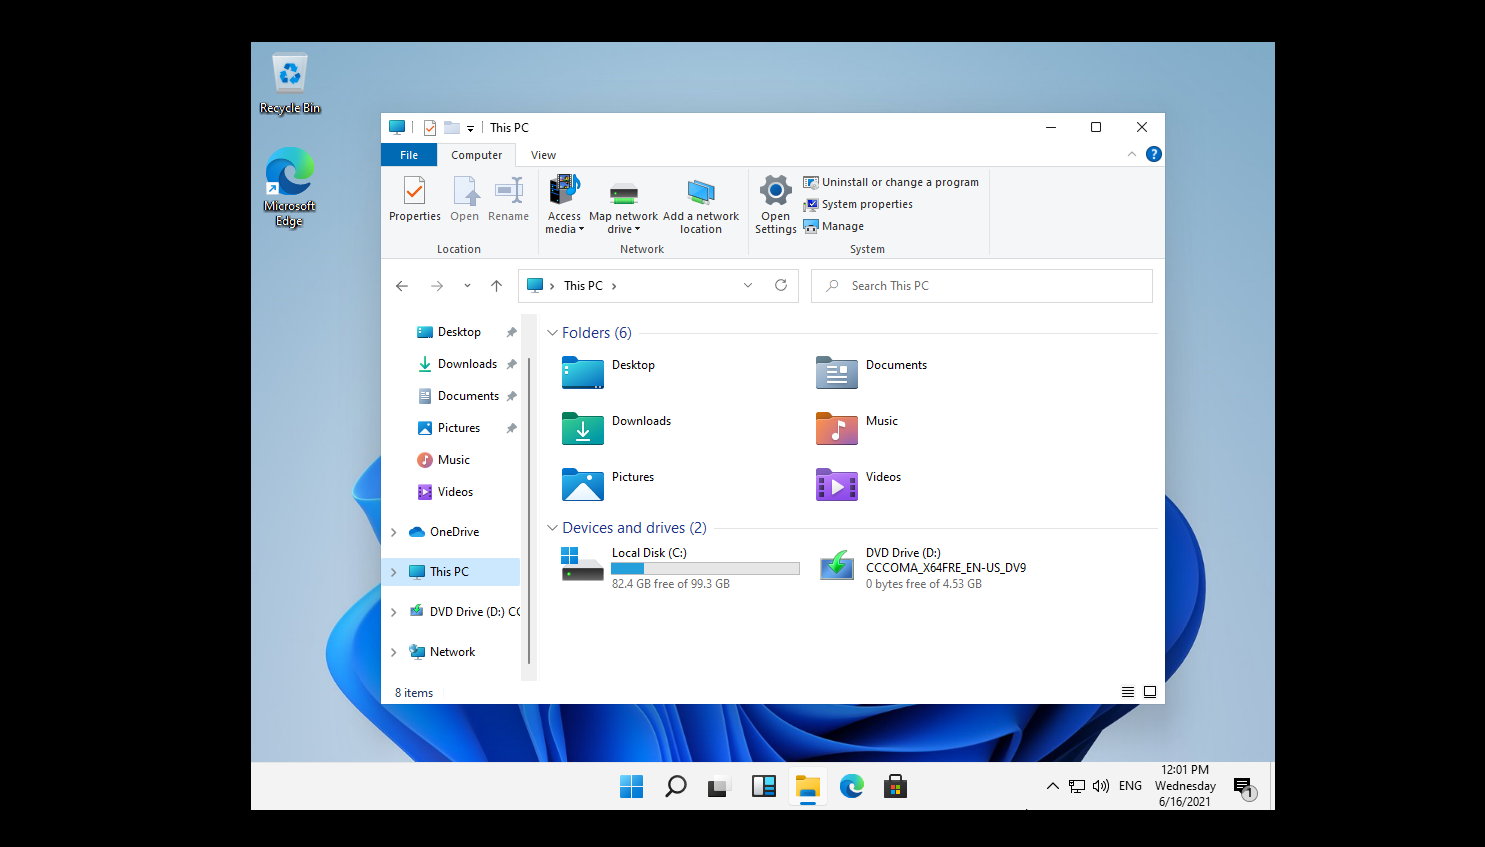 Recycle Bin
Microsoft
Edge
This PC
File
Computer
View
?
Properties
Open
Rename
Access
media
Map network
drive
Add a network
location
Open
Settings
Uninstall or change a program
System properties
Manage
Location
Network
System
This PC
Search This PC
Desktop
Downloads
Documents
Pictures
Music
Videos
OneDrive
This PC
DVD Drive (D:) CC
Network
Folders (6)
Desktop
Documents
Downloads
Music
Pictures
Videos
Devices and drives (2)
Local Disk (C:)
82.4 GB free of 99.3 GB
DVD Drive (D:)
CCCOMA_X64FRE_EN-US_DV9
0 bytes free of 4.53 GB
8 items
ENG
12:01 PM
Wednesday
6/16/2021
1